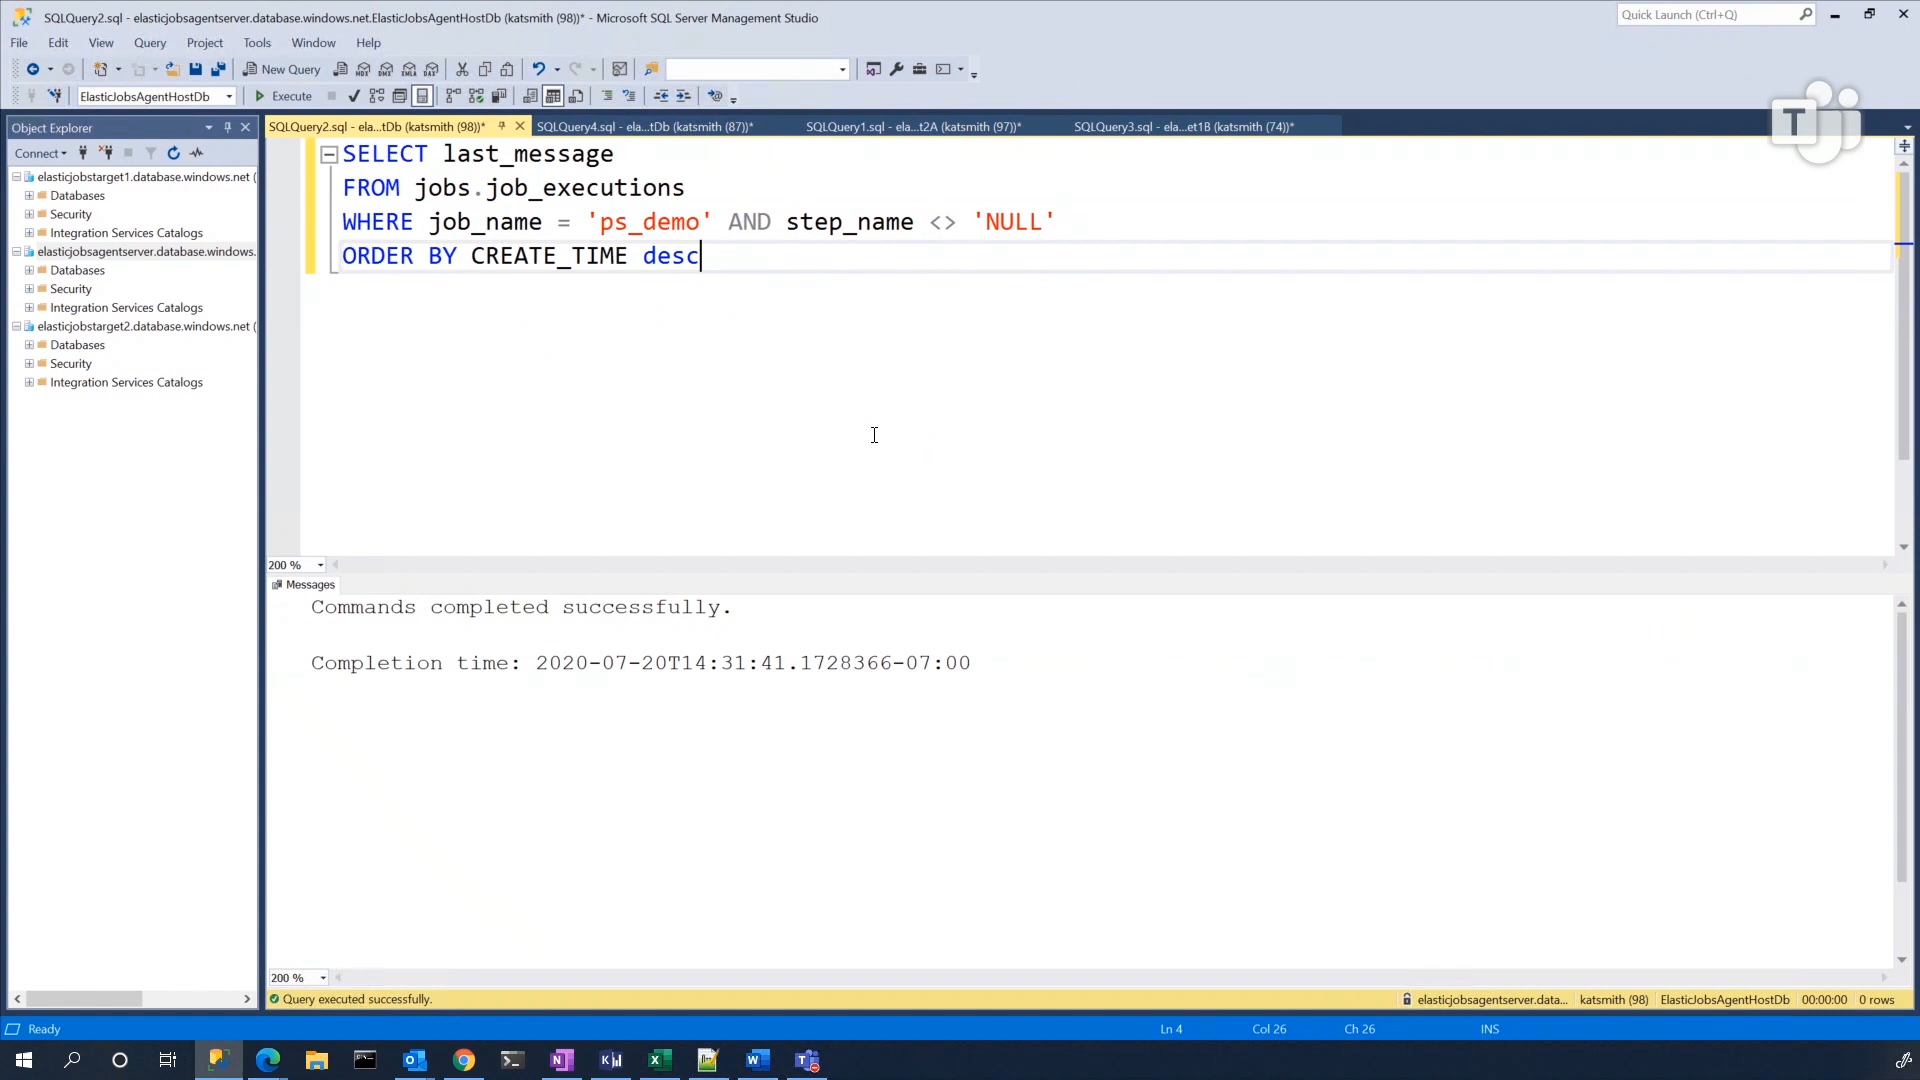 SQLQuery2.sql - elasticjobsagentserver.database.windows.net.ElasticJobsAgentHostDb (katsmith (98))* - Microsoft SQL Server Management Studio
Quick Launch (Ctrl+Q)
File Edit View Query Project Tools Window Help
New Query
MDX DMX XMLA DAX
ElasticJobsAgentHostDb
Execute
Object Explorer
SQLQuery2.sql - ela...tDb (katsmith (98))*
SQLQuery4.sql - ela...tDb (katsmith (87))*
SQLQuery1.sql - ela...t2A (katsmith (97))*
SQLQuery3.sql - ela...et1B (katsmith (74))*
T
Connect
elasticjobstarget1.database.windows.net (
Databases
Security
Integration Services Catalogs
elasticjobsagentserver.database.windows.
Databases
Security
Integration Services Catalogs
elasticjobstarget2.database.windows.net (
Databases
Security
Integration Services Catalogs
SELECT last_message
FROM jobs.job_executions
WHERE job_name = 'ps_demo' AND step_name <> 'NULL'
ORDER BY CREATE_TIME desc
200 %
Messages
Commands completed successfully.
Completion time: 2020-07-20T14:31:41.1728366-07:00
200 %
Query executed successfully.
elasticjobsagentserver.data... katsmith (98) ElasticJobsAgentHostDb 00:00:00 0 rows
Ready
Ln 4 Col 26 Ch 26 INS